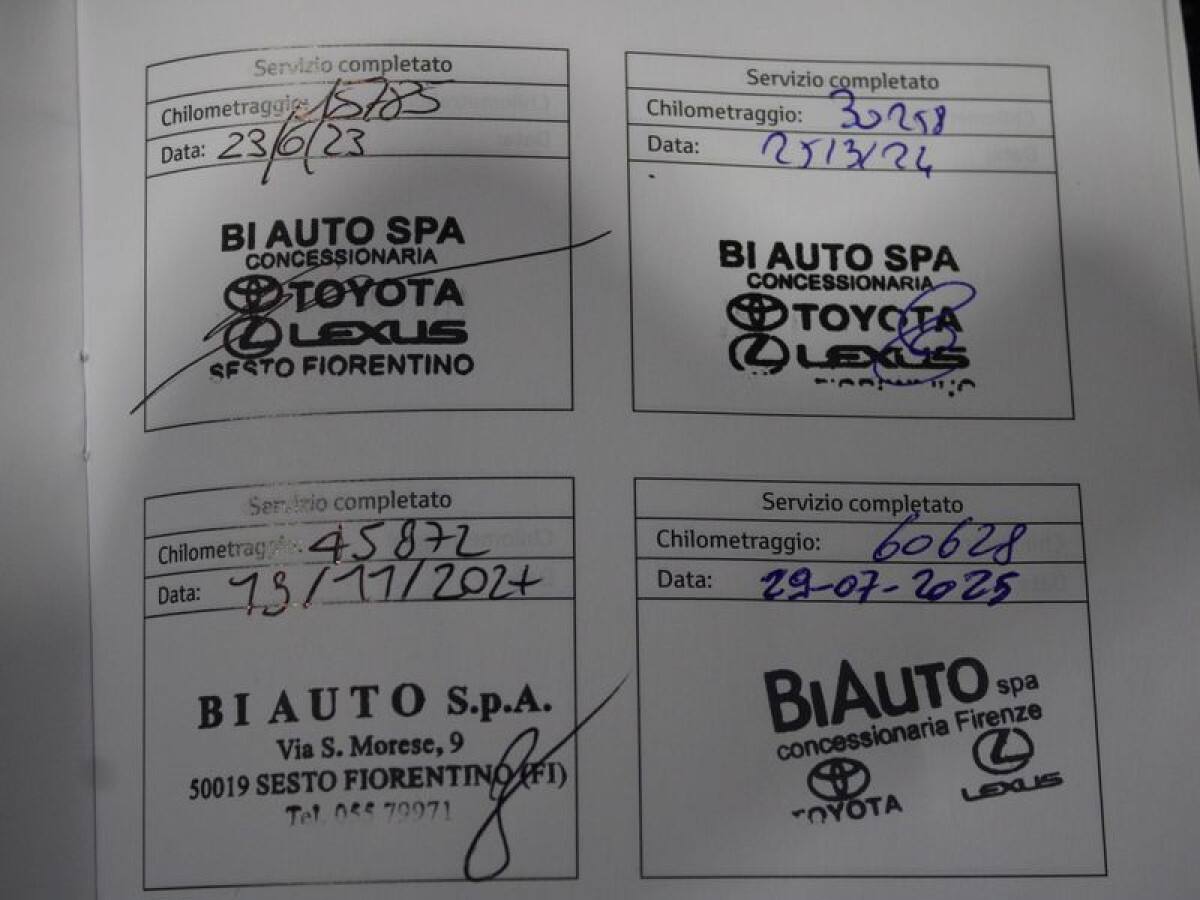 Servizio completato
Chilometraggio: 15785
Data: 23/6/23
BI AUTO SPA
CONCESSIONARIA
TOYOTA
LEXUS
SESTO FIORENTINO
Servizio completato
Chilometraggio: 30258
Data: 25/3/24
BI AUTO SPA
CONCESSIONARIA
TOYOTA
LEXUS
Servizio completato
Chilometraggio: 45872
Data: 13/11/2024
BI AUTO S.p.A.
Via S. Morese, 9
50019 SESTO FIORENTINO (FI)
Tel. 055 79971
Servizio completato
Chilometraggio: 60628
Data: 29-07-2025
BIAUTO spa
concessionaria Firenze
TOYOTA
LEXUS